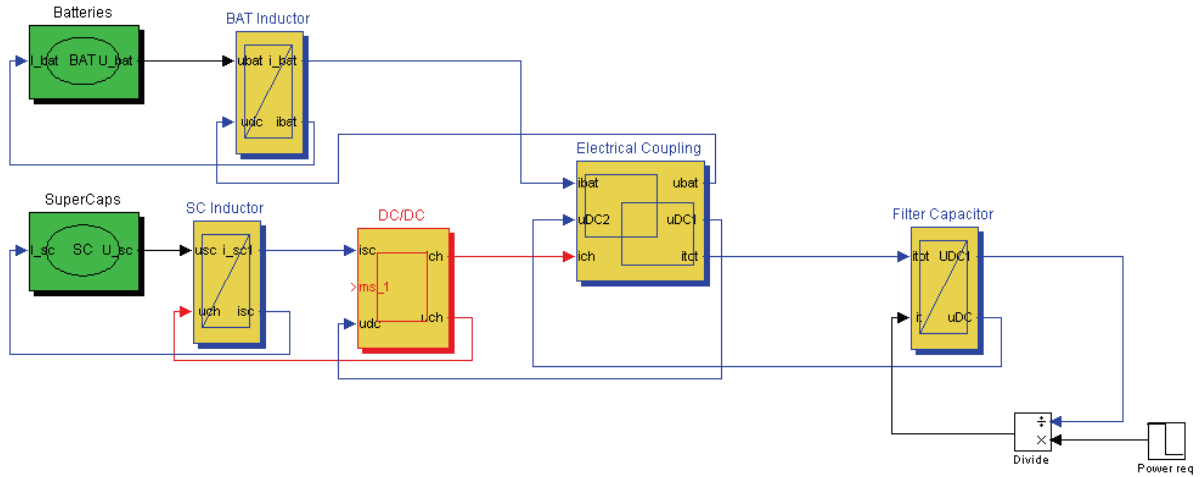 Batteries
I_bat BAT U_bat
BAT Inductor
ubat i_bat
udc ibat
SuperCaps
I_sc SC U_sc
SC Inductor
usc i_sc1
uch isc
DC/DC
isc ich
>ms_1
udc uch
Electrical Coupling
ibat ubat
uDC2 uDC1
ich itot
Filter Capacitor
itot UDC1
it uDC
÷
×
Divide
Power req